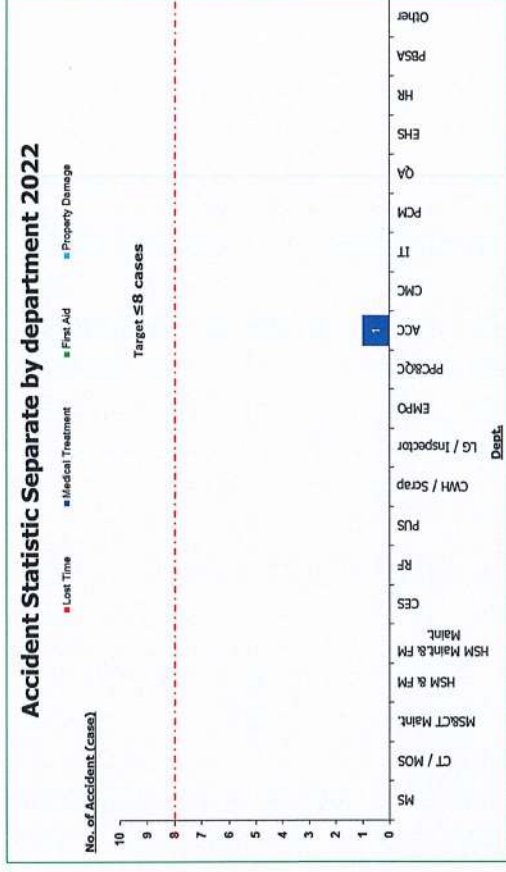 Accident Statistic Separate by department 2022
Lost Time
Medical Treatment
First Aid
Property Damage
No. of Accident (case)
Target ≤8 cases
10
9
8
7
6
5
4
3
2
1
0
1
MS
CT / MOS
MS&CT Maint.
HSM & FM
HSM Maint.& FM
Maint.
CES
RF
PUS
CWH / Scrap
LG / Inspector
EMPO
PPC&QC
ACC
CMC
IT
PCM
QA
EHS
HR
PBSA
Other
Dept.